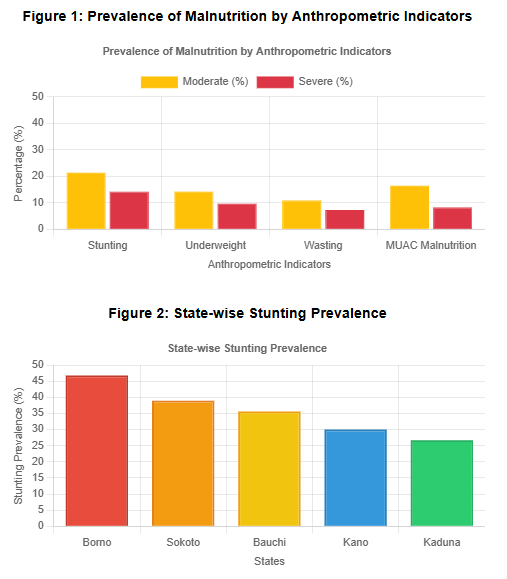 Figure 1: Prevalence of Malnutrition by Anthropometric Indicators
Prevalence of Malnutrition by Anthropometric Indicators
Moderate (%) Severe (%)
50
40
30
20
10
0
Percentage (%)
Stunting Underweight Wasting MUAC Malnutrition
Anthropometric Indicators
Figure 2: State-wise Stunting Prevalence
State-wise Stunting Prevalence
50
45
40
35
30
25
20
15
10
5
0
Stunting Prevalence (%)
Borno Sokoto Bauchi Kano Kaduna
States